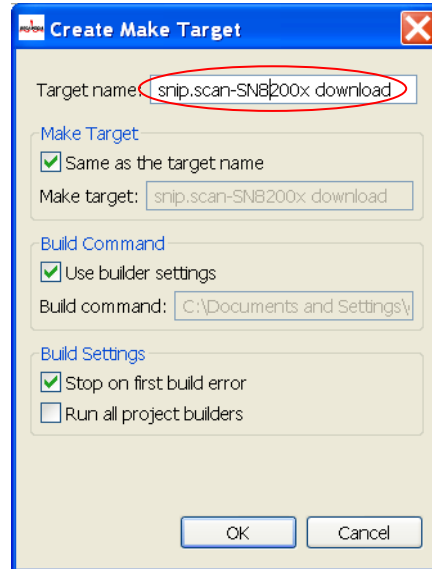 Create Make Target
Target name: snip.scan-SN8200x download
Make Target
Same as the target name
Make target: snip.scan-SN8200x download
Build Command
Use builder settings
Build command: C:\Documents and Settings\
Build Settings
Stop on first build error
Run all project builders
OK Cancel